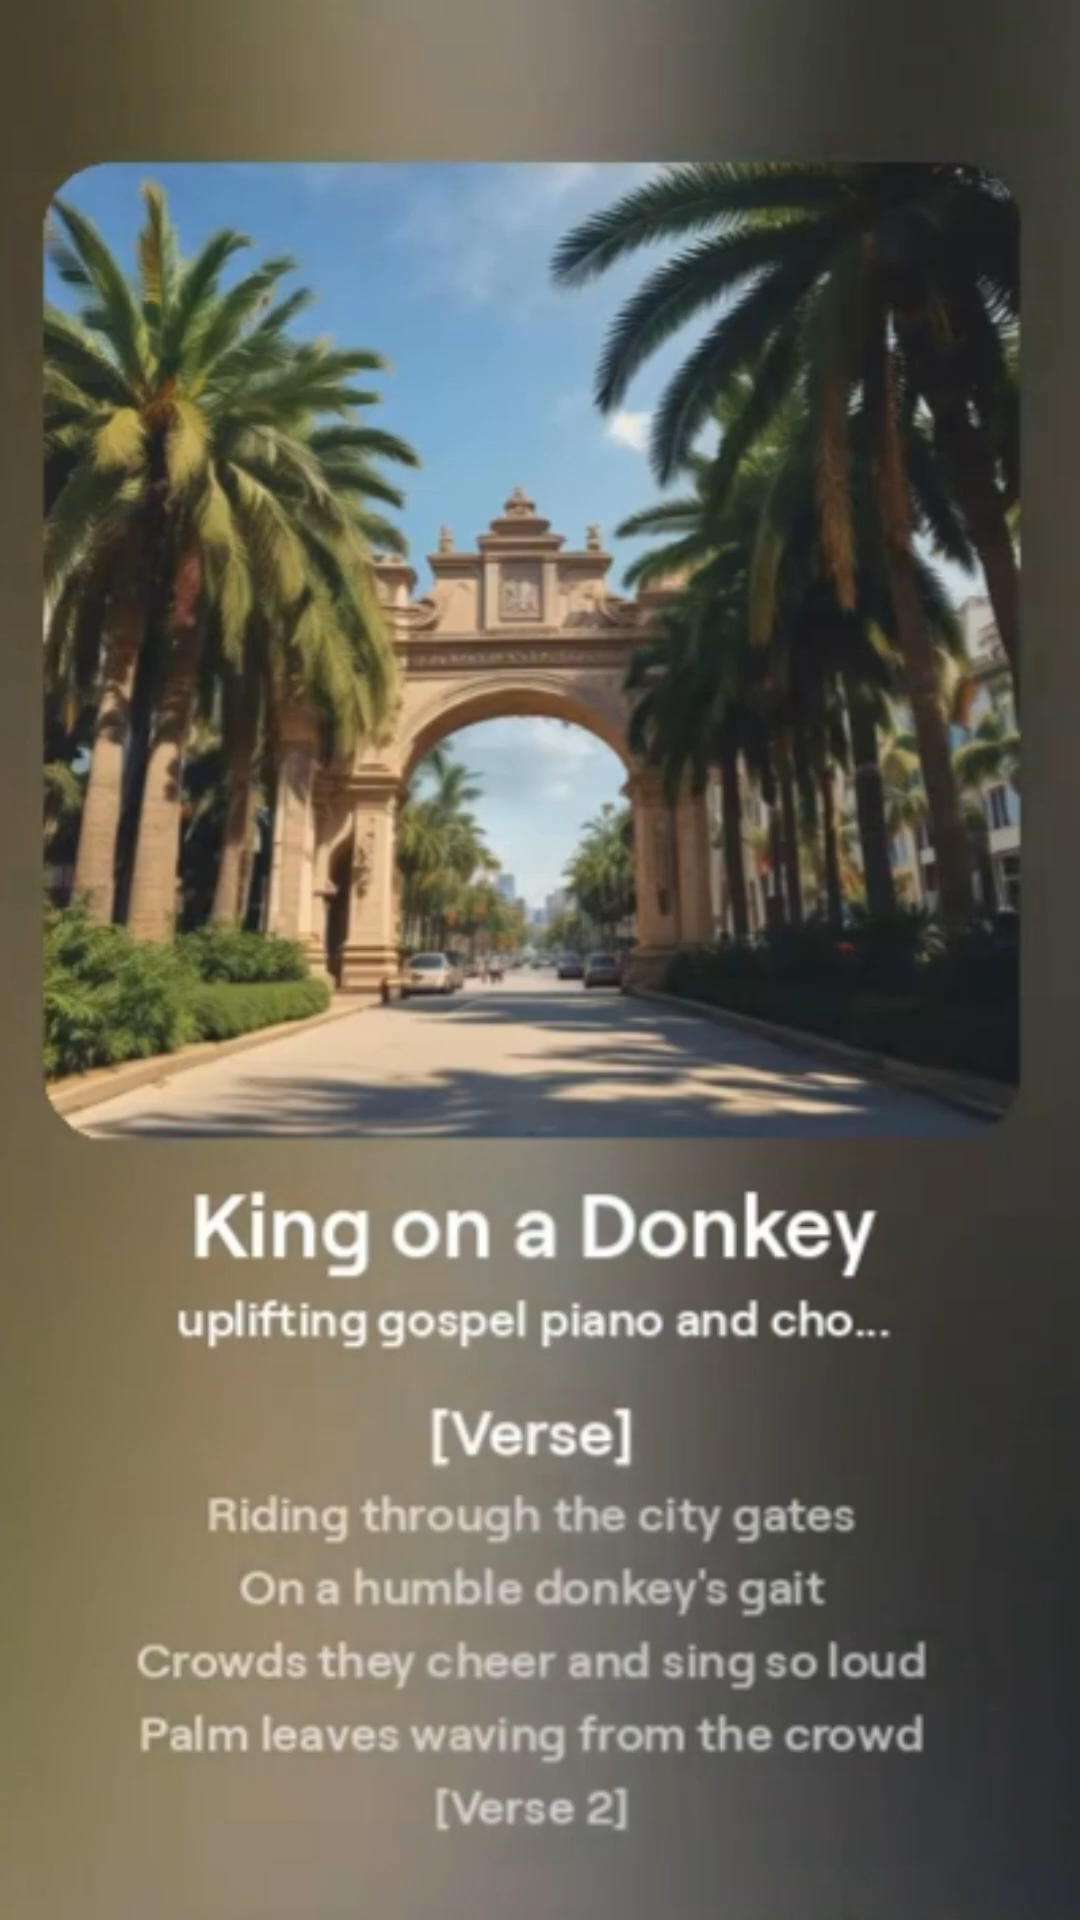 King on a Donkey
uplifting gospel piano and cho...
[Verse]
Riding through the city gates
On a humble donkey's gait
Crowds they cheer and sing so loud
Palm leaves waving from the crowd
[Verse 2]